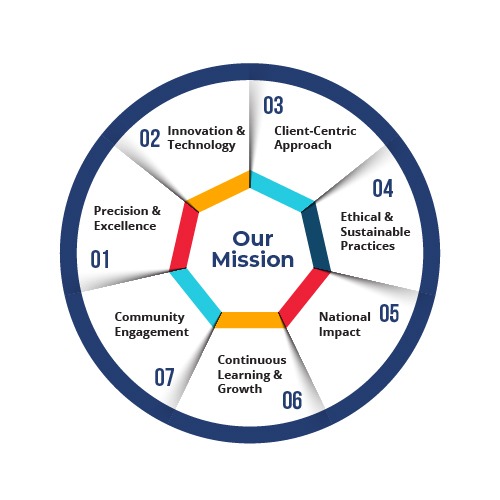 Our
Mission
01
Precision &
Excellence
02
Innovation &
Technology
03
Client-Centric
Approach
04
Ethical &
Sustainable
Practices
05
National
Impact
06
Continuous
Learning &
Growth
07
Community
Engagement